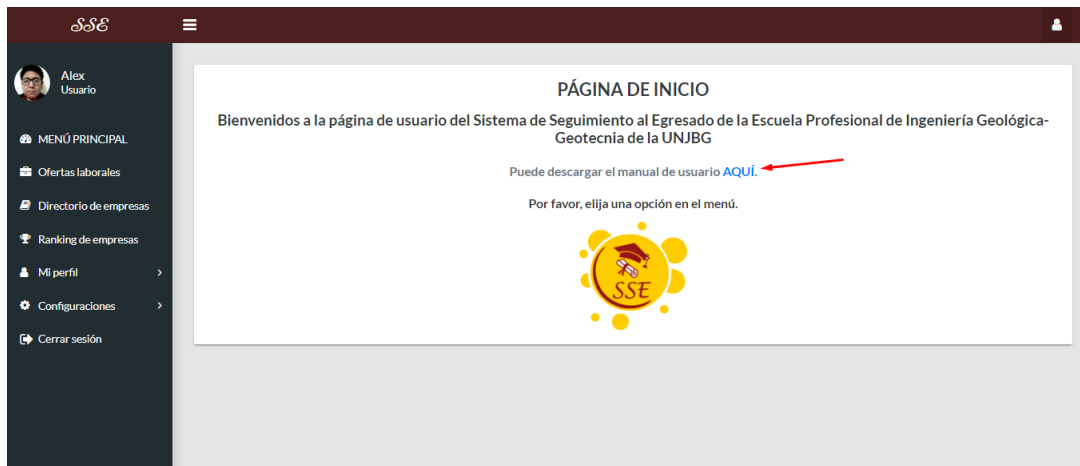 SSE
Alex
Usuario
MENÚ PRINCIPAL
Ofertas laborales
Directorio de empresas
Ranking de empresas
Mi perfil
Configuraciones
Cerrar sesión
PÁGINA DE INICIO
Bienvenidos a la página de usuario del Sistema de Seguimiento al Egresado de la Escuela Profesional de Ingeniería Geológica-
Geotecnia de la UNJBG
Puede descargar el manual de usuario AQUÍ.
Por favor, elija una opción en el menú.
SSE